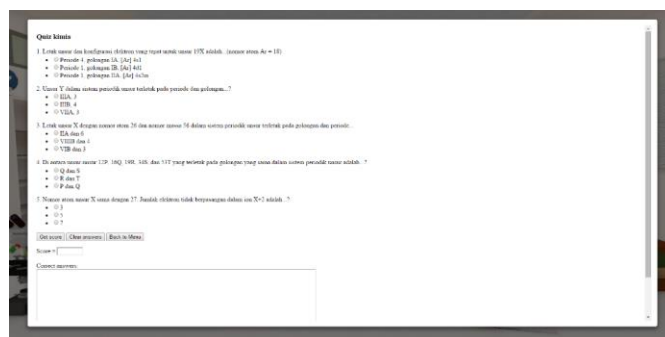 Quiz kimia
1. Letak unsur dan konfigurasi elektron yang tepat untuk unsur 19X adalah...(nomor atom Ar = 18)
Periode 4, golongan IA, [Ar] 4s1
Periode 1, golongan IB, [Ar] 4d1
Periode 1, golongan IIA, [Ar]
2. Unsur Y dalam sistem periodik unsur terletak pada periode dan golongan...?
IIIA, 3
IIIB, 4
VIIA, 3
3. Letak unsur X dengan nomor atom 26 dan nomor massa 56 dalam sistem periodik unsur terletak pada golongan dan periode...
IIA dan 6
VIIIB dan 4
VIB dan 3
4. Di antara unsur-unsur 12P, 16Q, 19R, 34S, dan 53T yang terletak pada golongan yang sama dalam sistem periodik unsur adalah...?
Q dan S
R dan T
P dan Q
5. Nomor atom unsur X sama dengan 27. Jumlah elektron tidak berpasangan dalam ion X+2 adalah...?
3
5
7
Get score Clear answers Back to Menu
Score =
Correct answers: